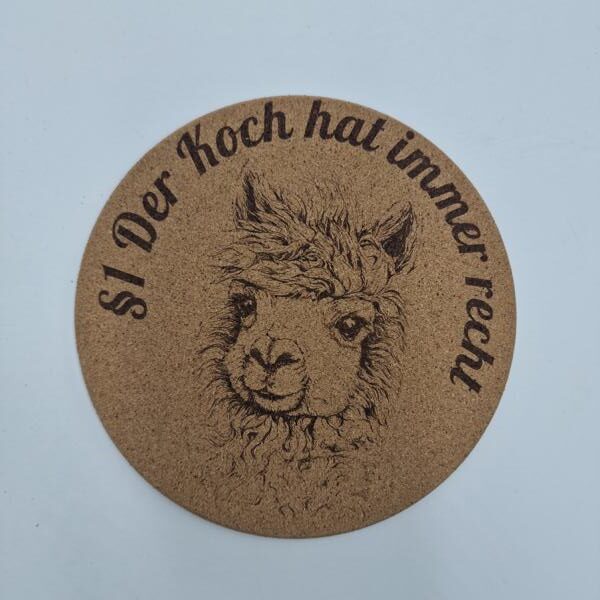 §1 Der Koch hat immer recht